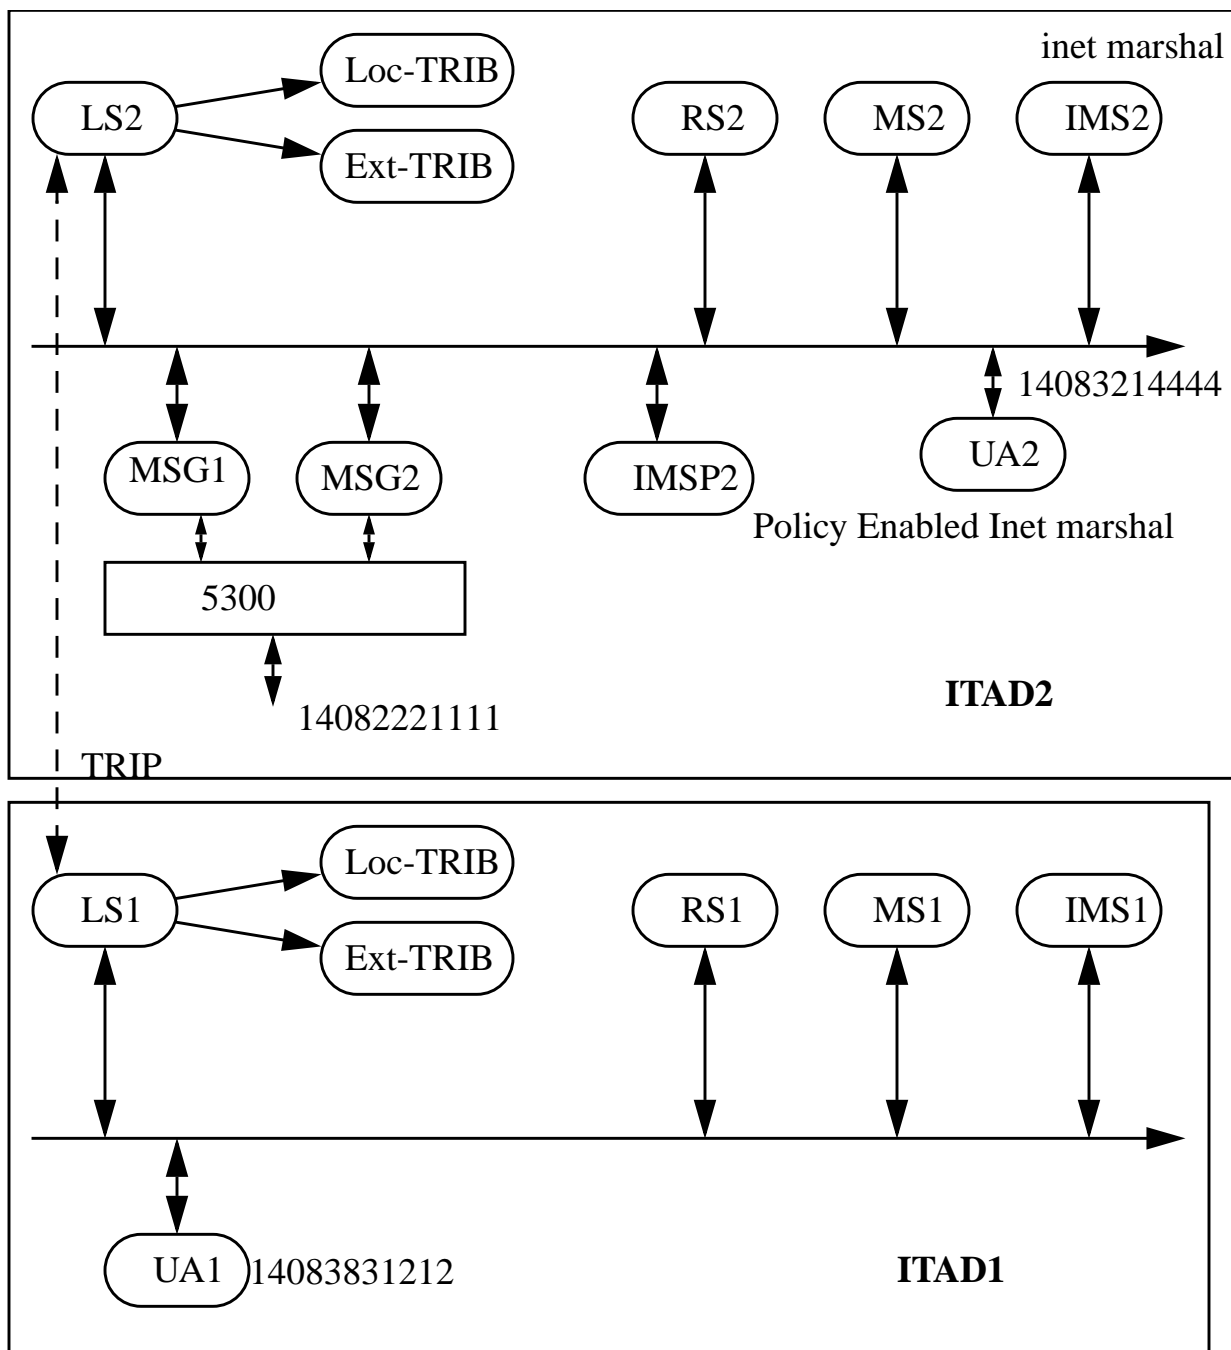 inet marshal
Loc-TRIB
LS2
RS2
MS2
IMS2
Ext-TRIB
14083214444
MSG1
MSG2
IMSP2
UA2
Policy Enabled Inet marshal
5300
ITAD2
14082221111
TRIP
Loc-TRIB
LS1
RS1
MS1
IMS1
Ext-TRIB
UA1
14083831212
ITAD1